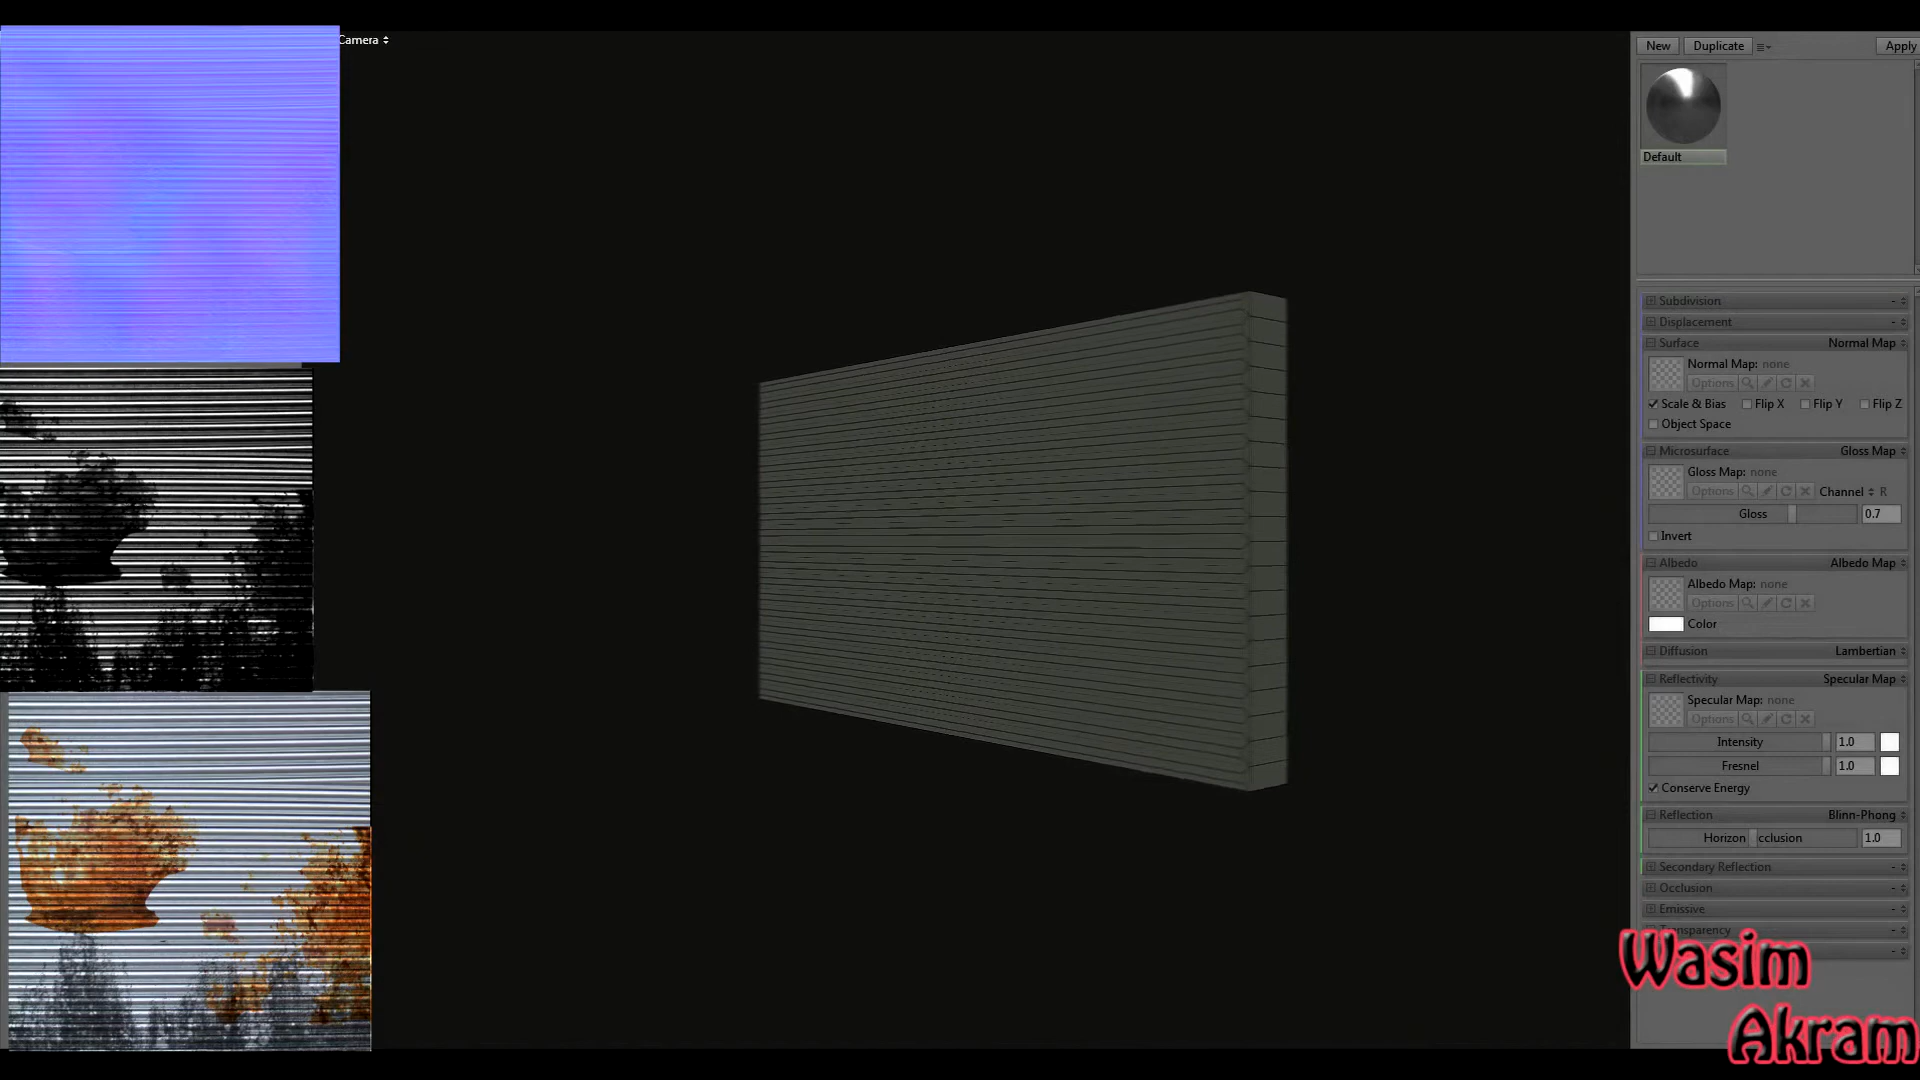 Camera
New Duplicate Apply
Default
Subdivision -
Displacement -
Surface Normal Map
Normal Map: none
Options
Scale & Bias Flip X Flip Y Flip Z
Object Space
Microsurface Gloss Map
Gloss Map: none
Options Channel R
Gloss 0.7
Invert
Albedo Albedo Map
Albedo Map: none
Options
Color
Diffusion Lambertian
Reflectivity Specular Map
Specular Map: none
Options
Intensity 1.0
Fresnel 1.0
Conserve Energy
Reflection Blinn-Phong
Horizon cclusion 1.0
Secondary Reflection -
Occlusion -
Emissive -
Transparency -
Wasim
Akram